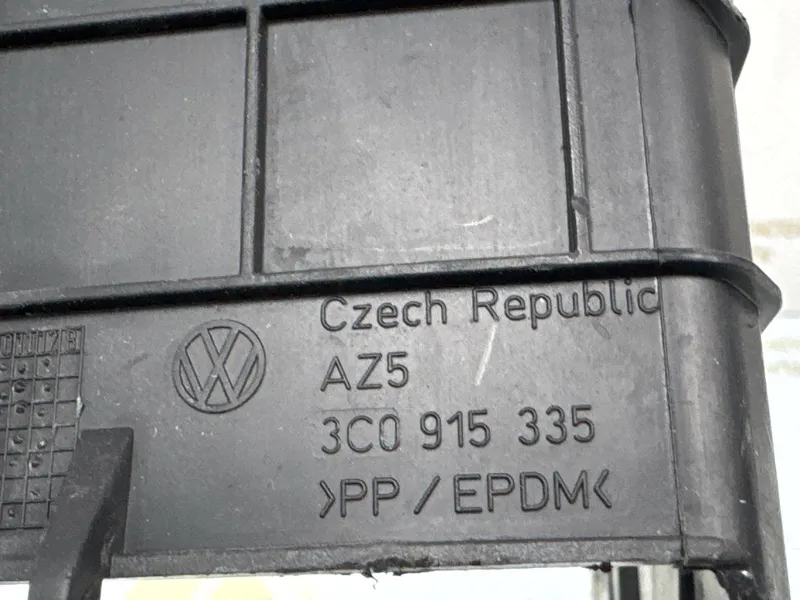 Czech Republic
AZ5
3C0 915 335
>PP/EPDM<